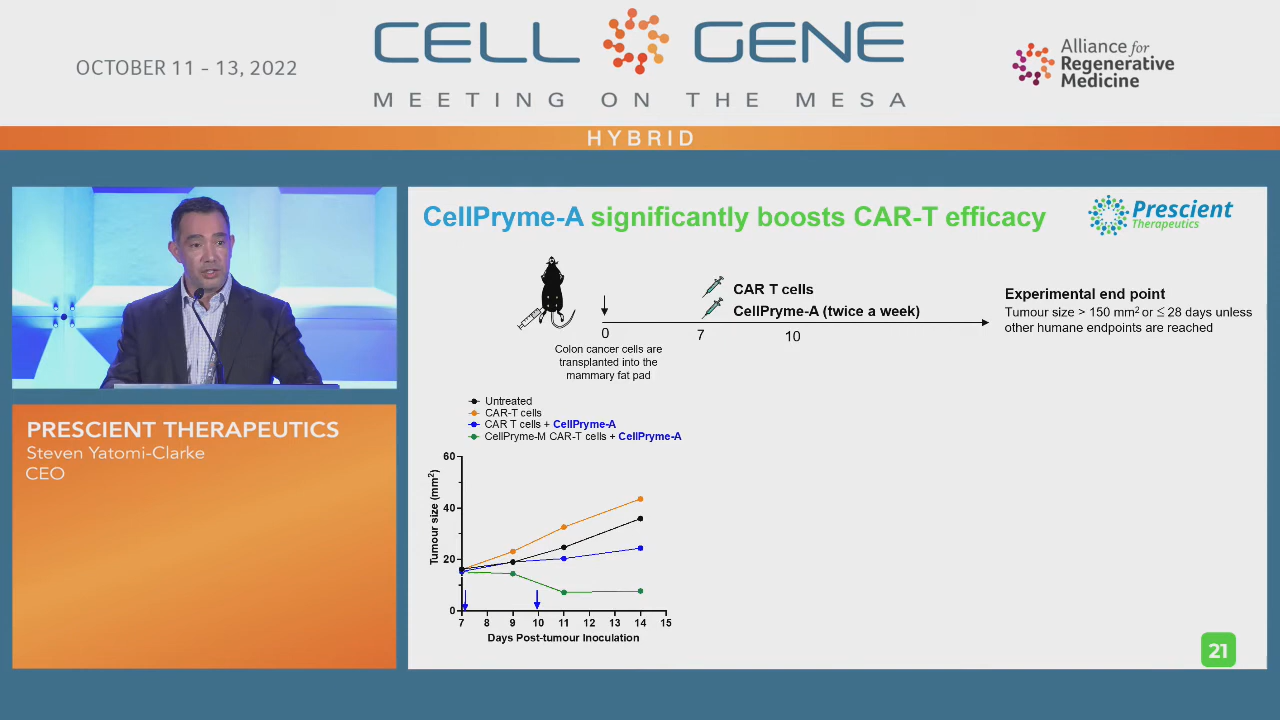 OCTOBER 11 - 13, 2022
CELL GENE
MEETING ON THE MESA
Alliance for
Regenerative
Medicine
HYBRID
PRESCIENT THERAPEUTICS
Steven Yatomi-Clarke
CEO
CellPryme-A significantly boosts CAR-T efficacy
Prescient
Therapeutics
CAR T cells
CellPryme-A (twice a week)
0
7
10
Colon cancer cells are
transplanted into the
mammary fat pad
Experimental end point
Tumour size > 150 mm² or ≤ 28 days unless
other humane endpoints are reached
Untreated
CAR-T cells
CAR T cells + CellPryme-A
CellPryme-M CAR-T cells + CellPryme-A
Tumour size (mm²)
60
40
20
0
7 8 9 10 11 12 13 14 15
Days Post-tumour Inoculation
21